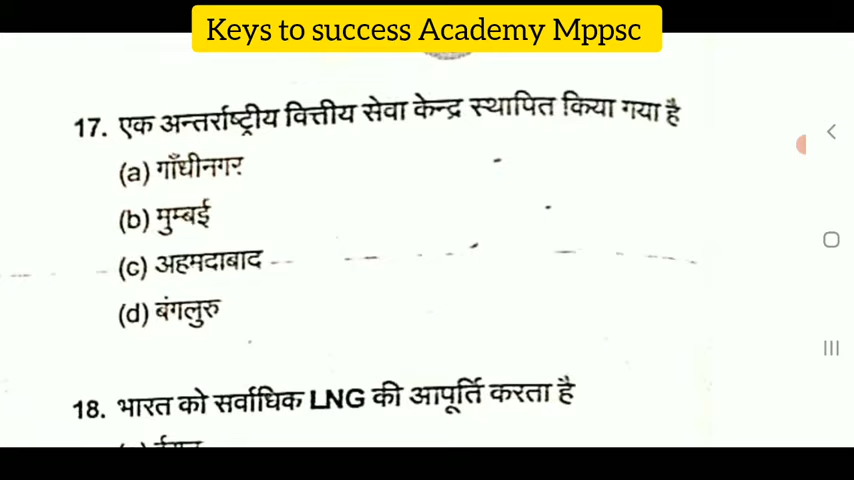 Keys to success Academy Mppsc
17. एक अन्तर्राष्ट्रीय वित्तीय सेवा केन्द्र स्थापित किया गया है
(a) गाँधीनगर
(b) मुम्बई
(c) अहमदाबाद
(d) बंगलुरु
18. भारत को सर्वाधिक LNG की आपूर्ति करता है